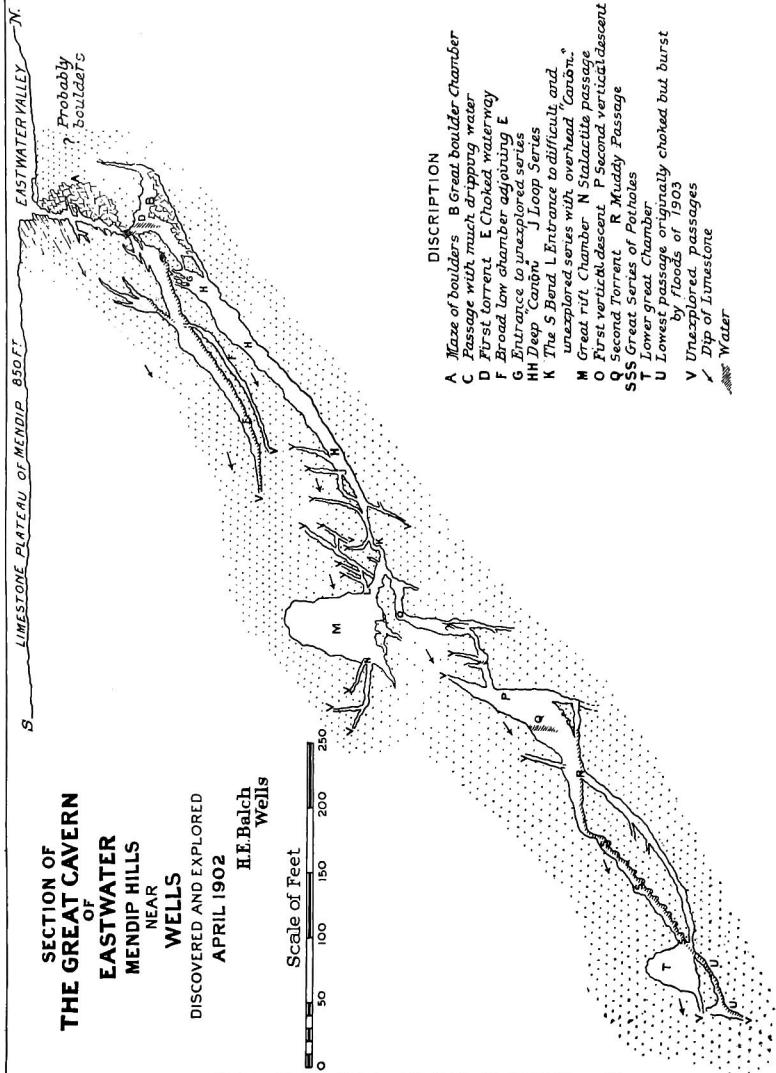 S. LIMESTONE PLATEAU OF MENDIP 850 FT. EASTWATER VALLEY N.
? Probably
boulders
SECTION OF
THE GREAT CAVERN
OF
EASTWATER
MENDIP HILLS
NEAR
WELLS
DISCOVERED AND EXPLORED
APRIL 1902
H.E.Balch
Wells
Scale of Feet
0 50 100 150 200 250
DISCRIPTION
A Maze of boulders B Great boulder Chamber
C Passage with much dripping water
D First torrent E Choked waterway
F Broad low chamber adjoining E
G Entrance to unexplored series
HH Deep "Canõn" J Loop Series
K The S Bend L Entrance to difficult and
unexplored series with overhead "Canõn."
M Great rift Chamber N Stalactite passage
O First vertical descent P Second vertical descent
Q Second Torrent R Muddy Passage
SSS Great Series of Potholes
T Lower great Chamber
U Lowest passage originally choked but burst
by floods of 1903
V Unexplored passages
Dip of Limestone
Water
A
B
D
G
H
H
H
E
F
V
V
V
K
L
M
N
V
V
O
V
P
Q
V
R
T
U
U
V
V